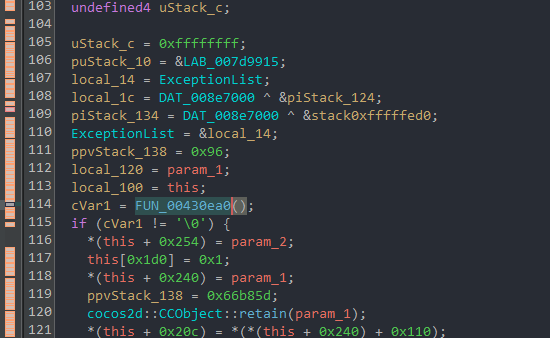 103 undefined4 uStack_c;
104
105 uStack_c = 0xffffffff;
106 puStack_10 = &LAB_007d9915;
107 local_14 = ExceptionList;
108 local_1c = DAT_008e7000 ^ &piStack_124;
109 piStack_134 = DAT_008e7000 ^ &stack0xfffffed0;
110 ExceptionList = &local_14;
111 ppvStack_138 = 0x96;
112 local_120 = param_1;
113 local_100 = this;
114 cVar1 = FUN_00430ea0();
115 if (cVar1 != '\0') {
116 *(this + 0x254) = param_2;
117 this[0x1d0] = 0x1;
118 *(this + 0x240) = param_1;
119 ppvStack_138 = 0x66b85d;
120 cocos2d::CCObject::retain(param_1);
121 *(this + 0x20c) = *(*(this + 0x240) + 0x110);